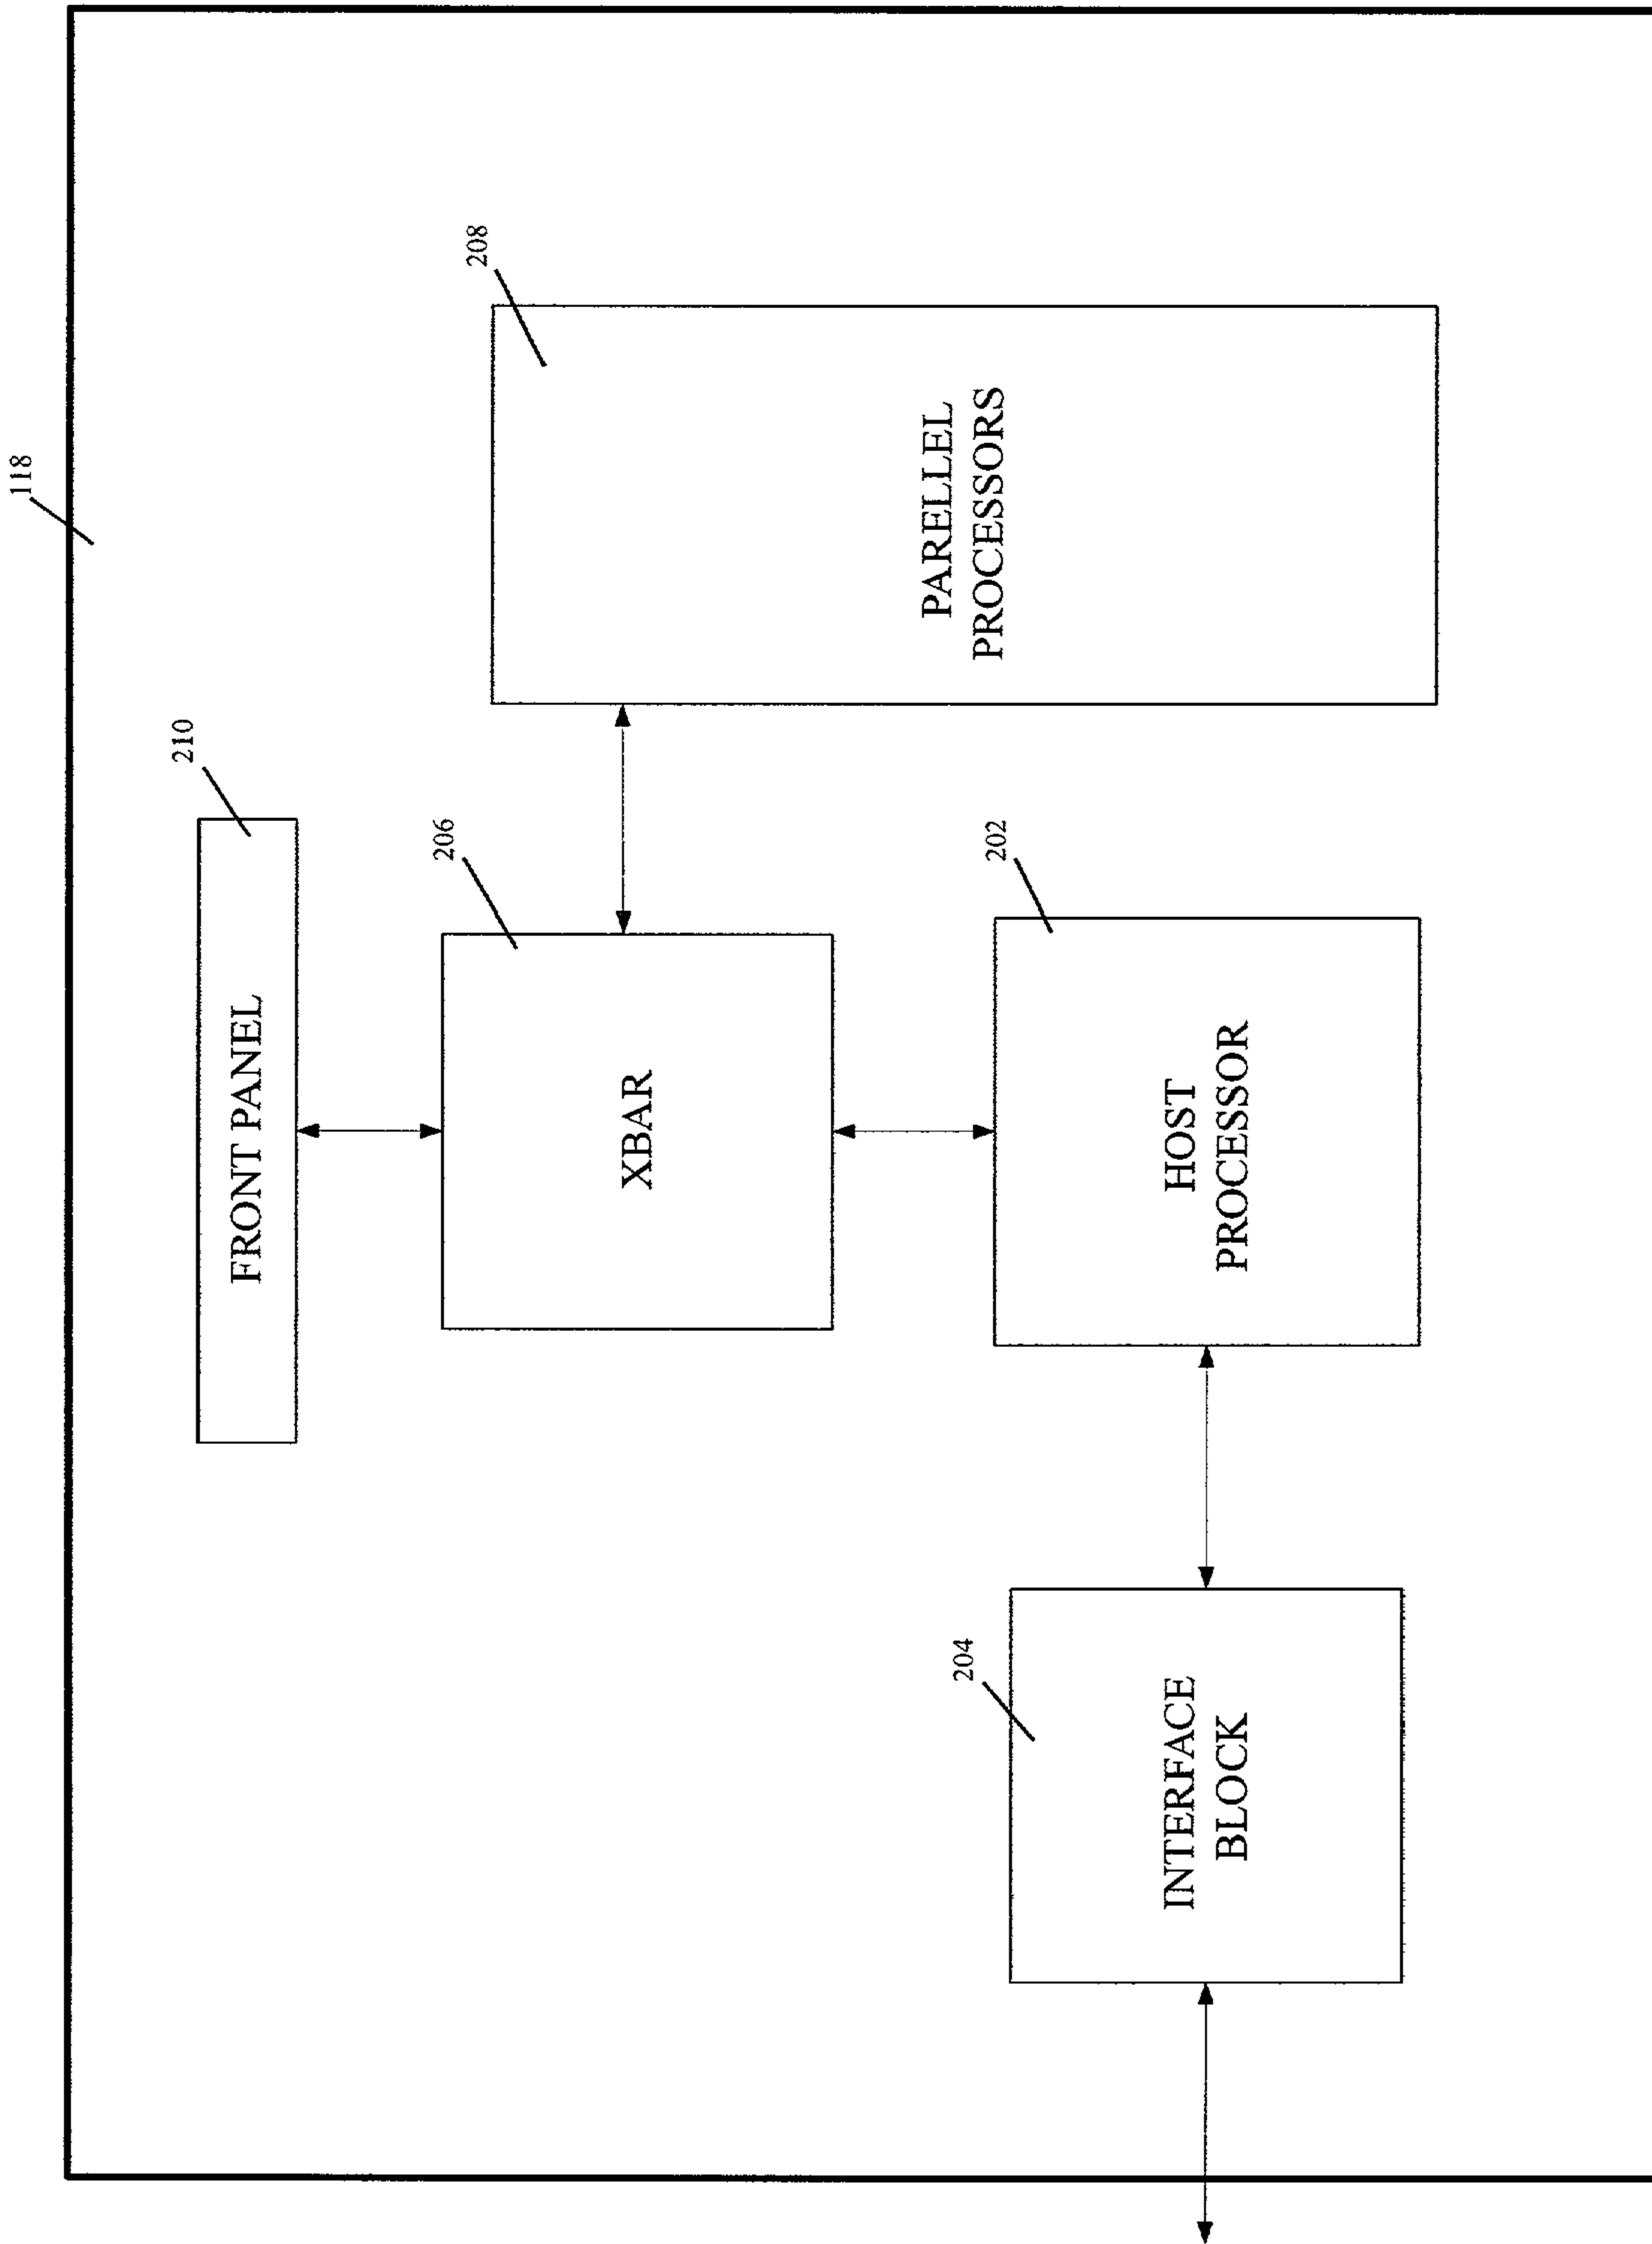 118
210
FRONT PANEL
206
XBAR
208
PARELLEL
PROCESSORS
202
HOST
PROCESSOR
204
INTERFACE
BLOCK